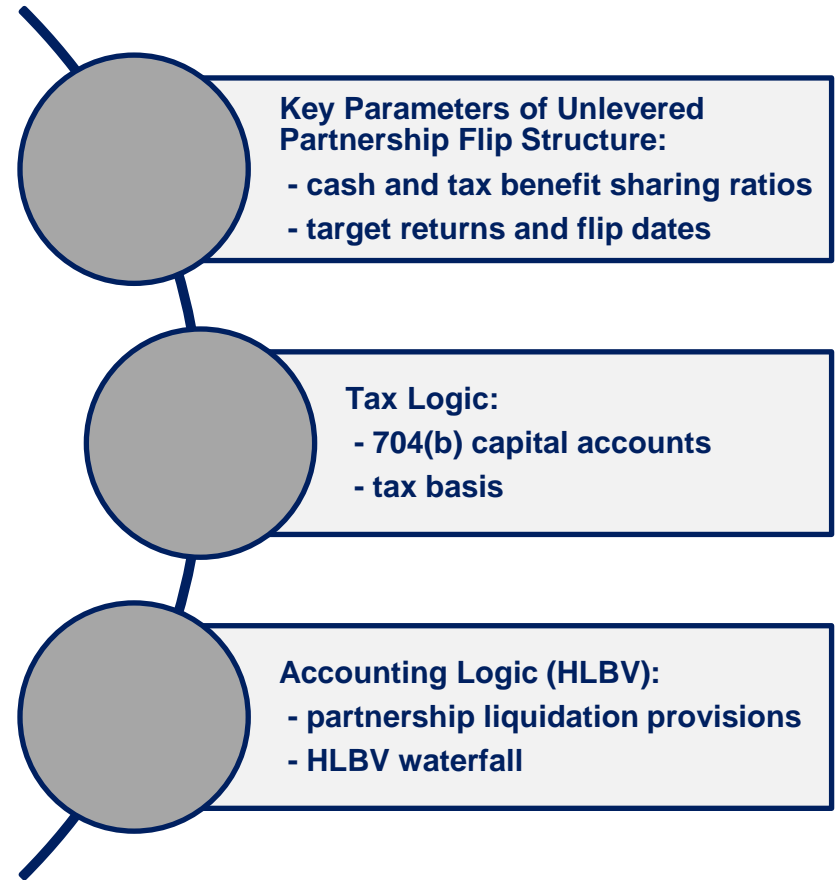 Key Parameters of Unlevered
Partnership Flip Structure:
- cash and tax benefit sharing ratios
- target returns and flip dates
Tax Logic:
- 704(b) capital accounts
- tax basis
Accounting Logic (HLBV):
- partnership liquidation provisions
- HLBV waterfall